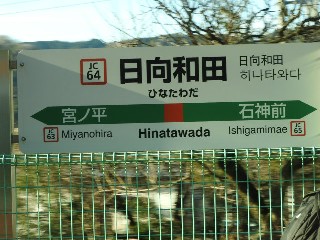 JC
64
日向和田
ひなたわだ
日向和田
히나타와다
宮ノ平
石神前
JC
63
Miyanohira
Hinatawada
Ishigamimae
JC
65